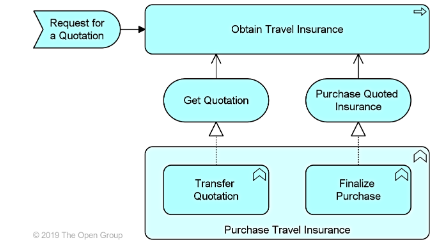 Request for
a Quotation
Obtain Travel Insurance
Get Quotation
Purchase Quoted
Insurance
Transfer
Quotation
Finalize
Purchase
Purchase Travel Insurance
© 2019 The Open Group